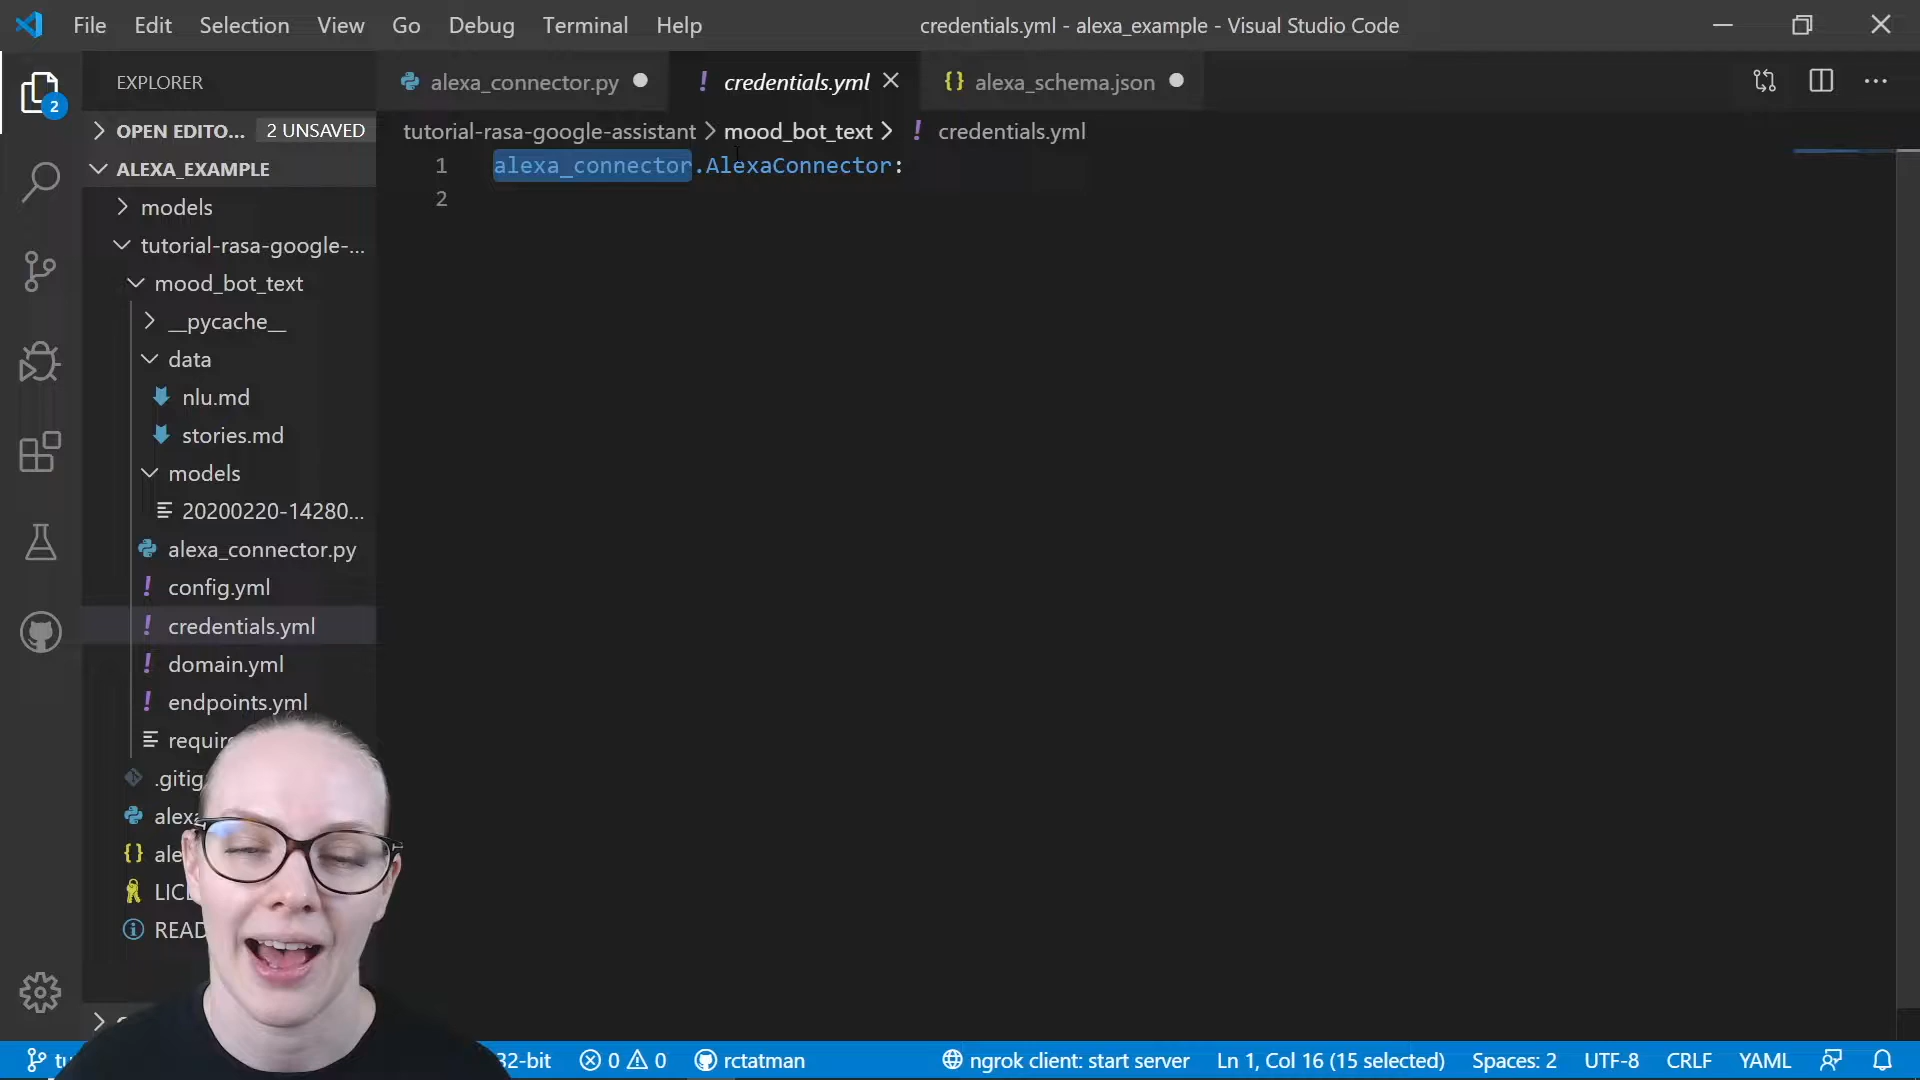 File Edit Selection View Go Debug Terminal Help credentials.yml - alexa_example - Visual Studio Code
EXPLORER
alexa_connector.py credentials.yml alexa_schema.json
2
OPEN EDITO... 2 UNSAVED
tutorial-rasa-google-assistant > mood_bot_text > credentials.yml
ALEXA_EXAMPLE
1 alexa_connector.AlexaConnector:
2
models
tutorial-rasa-google-...
mood_bot_text
__pycache__
data
nlu.md
stories.md
models
20200220-14280...
alexa_connector.py
config.yml
credentials.yml
domain.yml
endpoints.yml
requir
.gitig
alexa
ale
LICE
READ
32-bit 0 0 rctatman ngrok client: start server Ln 1, Col 16 (15 selected) Spaces: 2 UTF-8 CRLF YAML